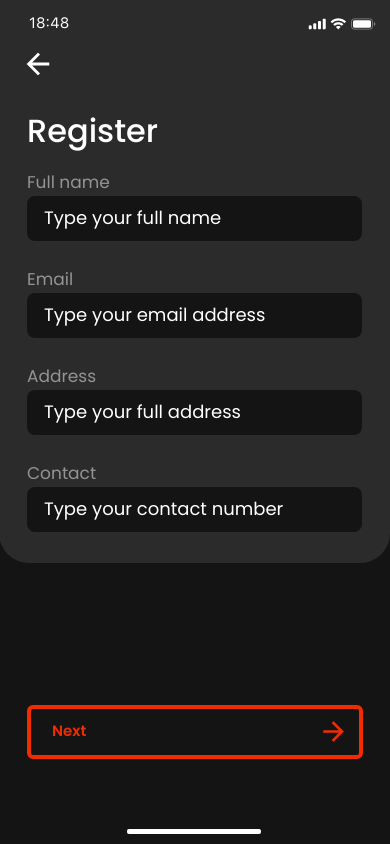 18:48
Register
Full name
Type your full name
Email
Type your email address
Address
Type your full address
Contact
Type your contact number
Next